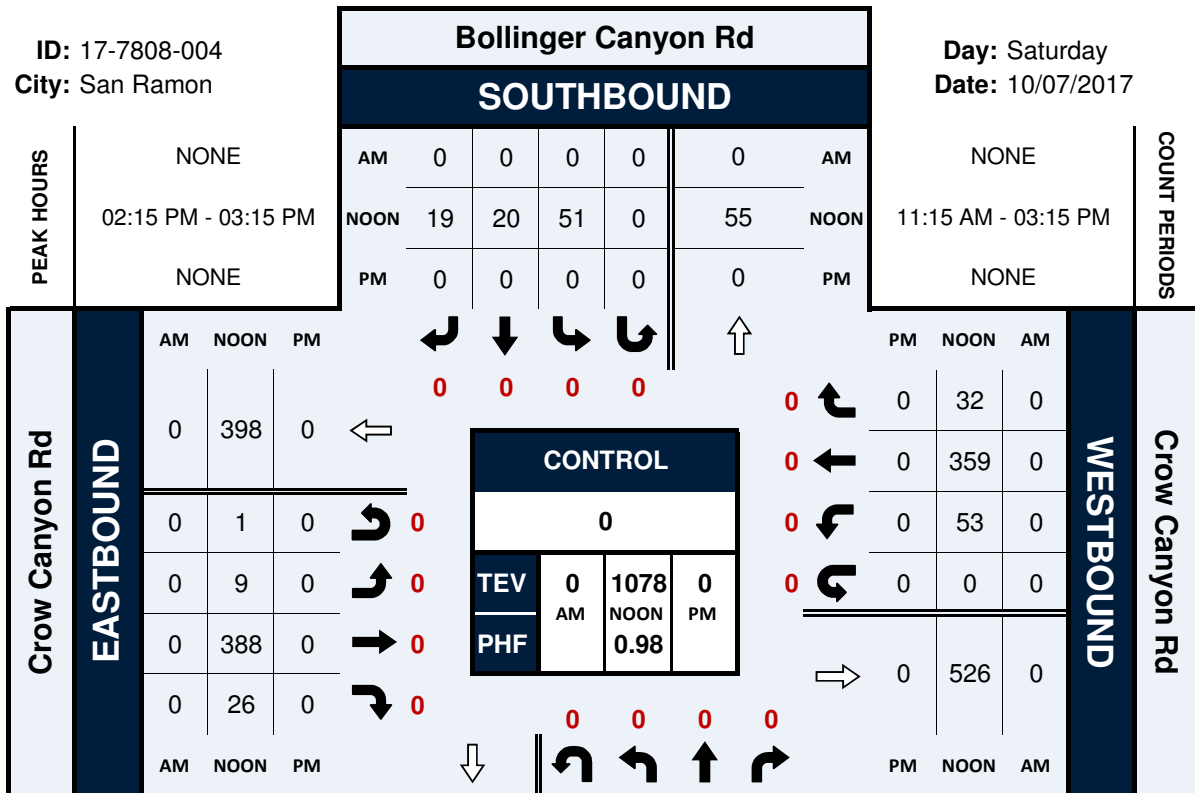 ID: 17-7808-004
City: San Ramon
Bollinger Canyon Rd
SOUTHBOUND
Day: Saturday
Date: 10/07/2017
PEAK HOURS
NONE
02:15 PM - 03:15 PM
NONE
AM 0 0 0 0 0 AM
NOON 19 20 51 0 55 NOON
PM 0 0 0 0 0 PM
NONE
11:15 AM - 03:15 PM
NONE
COUNT PERIODS
0 0 0 0
Crow Canyon Rd
EASTBOUND
AM NOON PM
0 398 0
0 1 0 0
0 9 0 0
0 388 0 0
0 26 0 0
AM NOON PM
CONTROL
0
TEV 0 1078 0
AM NOON PM
PHF 0.98
PM NOON AM
0 0 32 0
0 0 359 0
0 0 53 0
0 0 0 0
0 526 0
PM NOON AM
WESTBOUND
Crow Canyon Rd
0 0 0 0